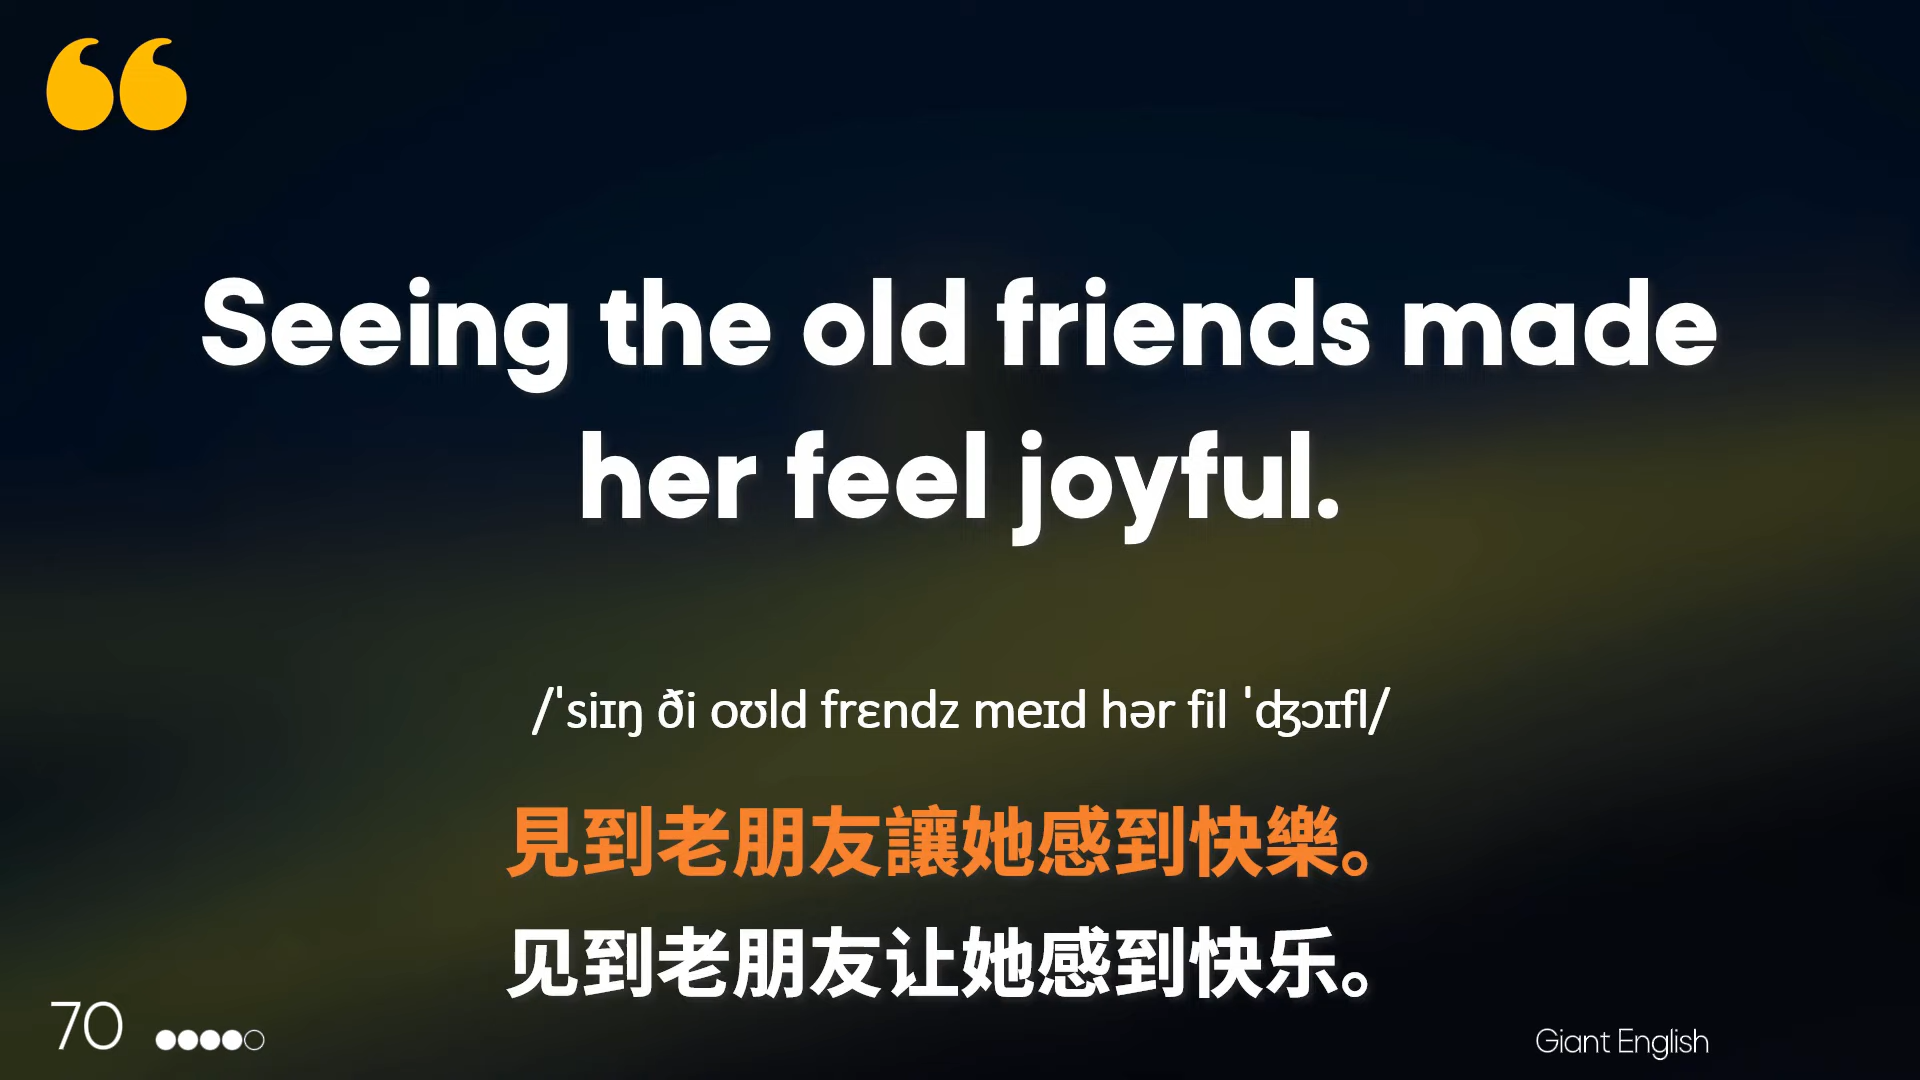 Seeing the old friends made
her feel joyful.
/ˈsiɪŋ ði oʊld frɛndz meɪd hər fil ˈʤɔɪfl/
見到老朋友讓她感到快樂。
见到老朋友让她感到快乐。
70
Giant English